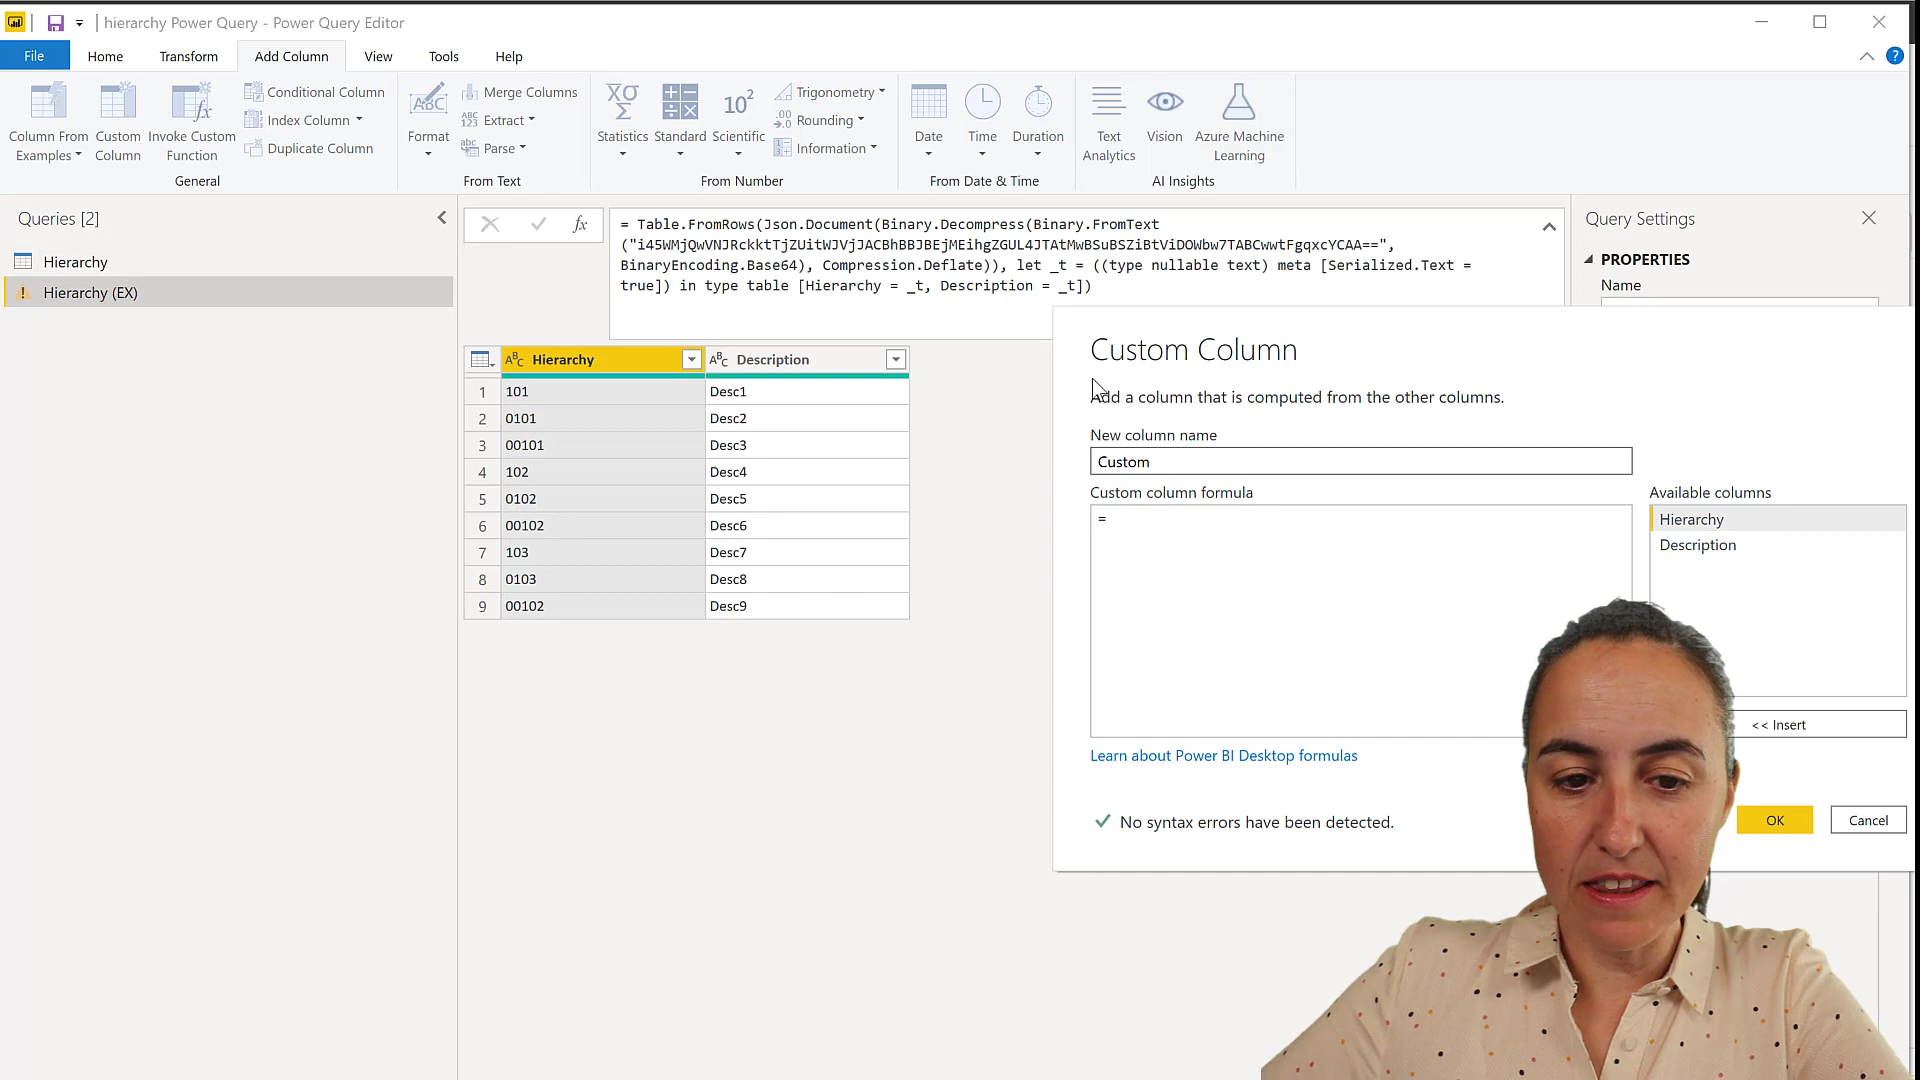 hierarchy Power Query - Power Query Editor
File Home Transform Add Column View Tools Help
Column From Examples
Custom Column
Invoke Custom Function
Conditional Column
Index Column
Duplicate Column
General
Format
Merge Columns
Extract
Parse
From Text
Statistics
Standard
Scientific
Trigonometry
Rounding
Information
From Number
Date
Time
Duration
From Date & Time
Text Analytics
Vision
Azure Machine Learning
AI Insights
Queries [2]
Hierarchy
Hierarchy (EX)
= Table.FromRows(Json.Document(Binary.Decompress(Binary.FromText
("i45WMjQwVNJRckktTjZUitWJVjJACBhBBJBEjMEihgZGUL4JTAtMwBSuBSZiBtViDOWbw7TABCwwtFgqxcYCAA==",
BinaryEncoding.Base64), Compression.Deflate)), let _t = ((type nullable text) meta [Serialized.Text =
true]) in type table [Hierarchy = _t, Description = _t])
Query Settings
PROPERTIES
Name
Hierarchy Description
1 101 Desc1
2 0101 Desc2
3 00101 Desc3
4 102 Desc4
5 0102 Desc5
6 00102 Desc6
7 103 Desc7
8 0103 Desc8
9 00102 Desc9
Custom Column
Add a column that is computed from the other columns.
New column name
Custom
Custom column formula
=
Available columns
Hierarchy
Description
<< Insert
Learn about Power BI Desktop formulas
No syntax errors have been detected.
OK
Cancel